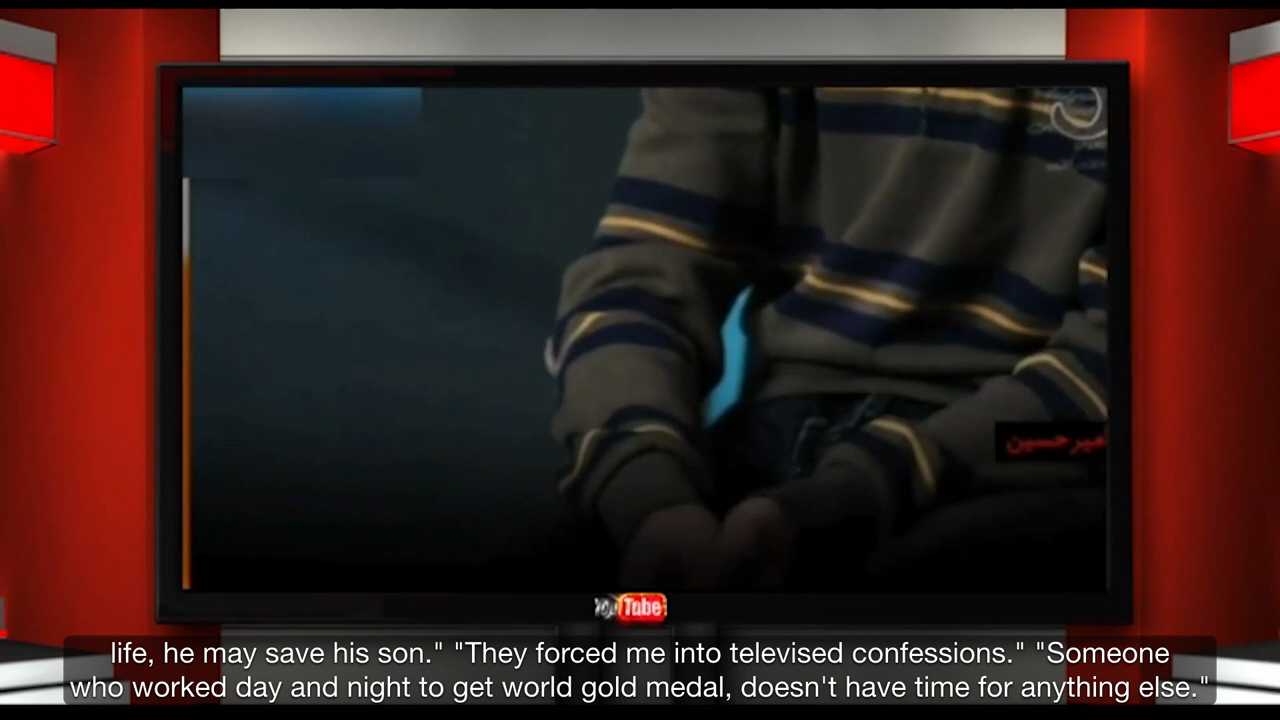 میرحسین
YouTube
life, he may save his son." "They forced me into televised confessions." "Someone
who worked day and night to get world gold medal, doesn't have time for anything else."